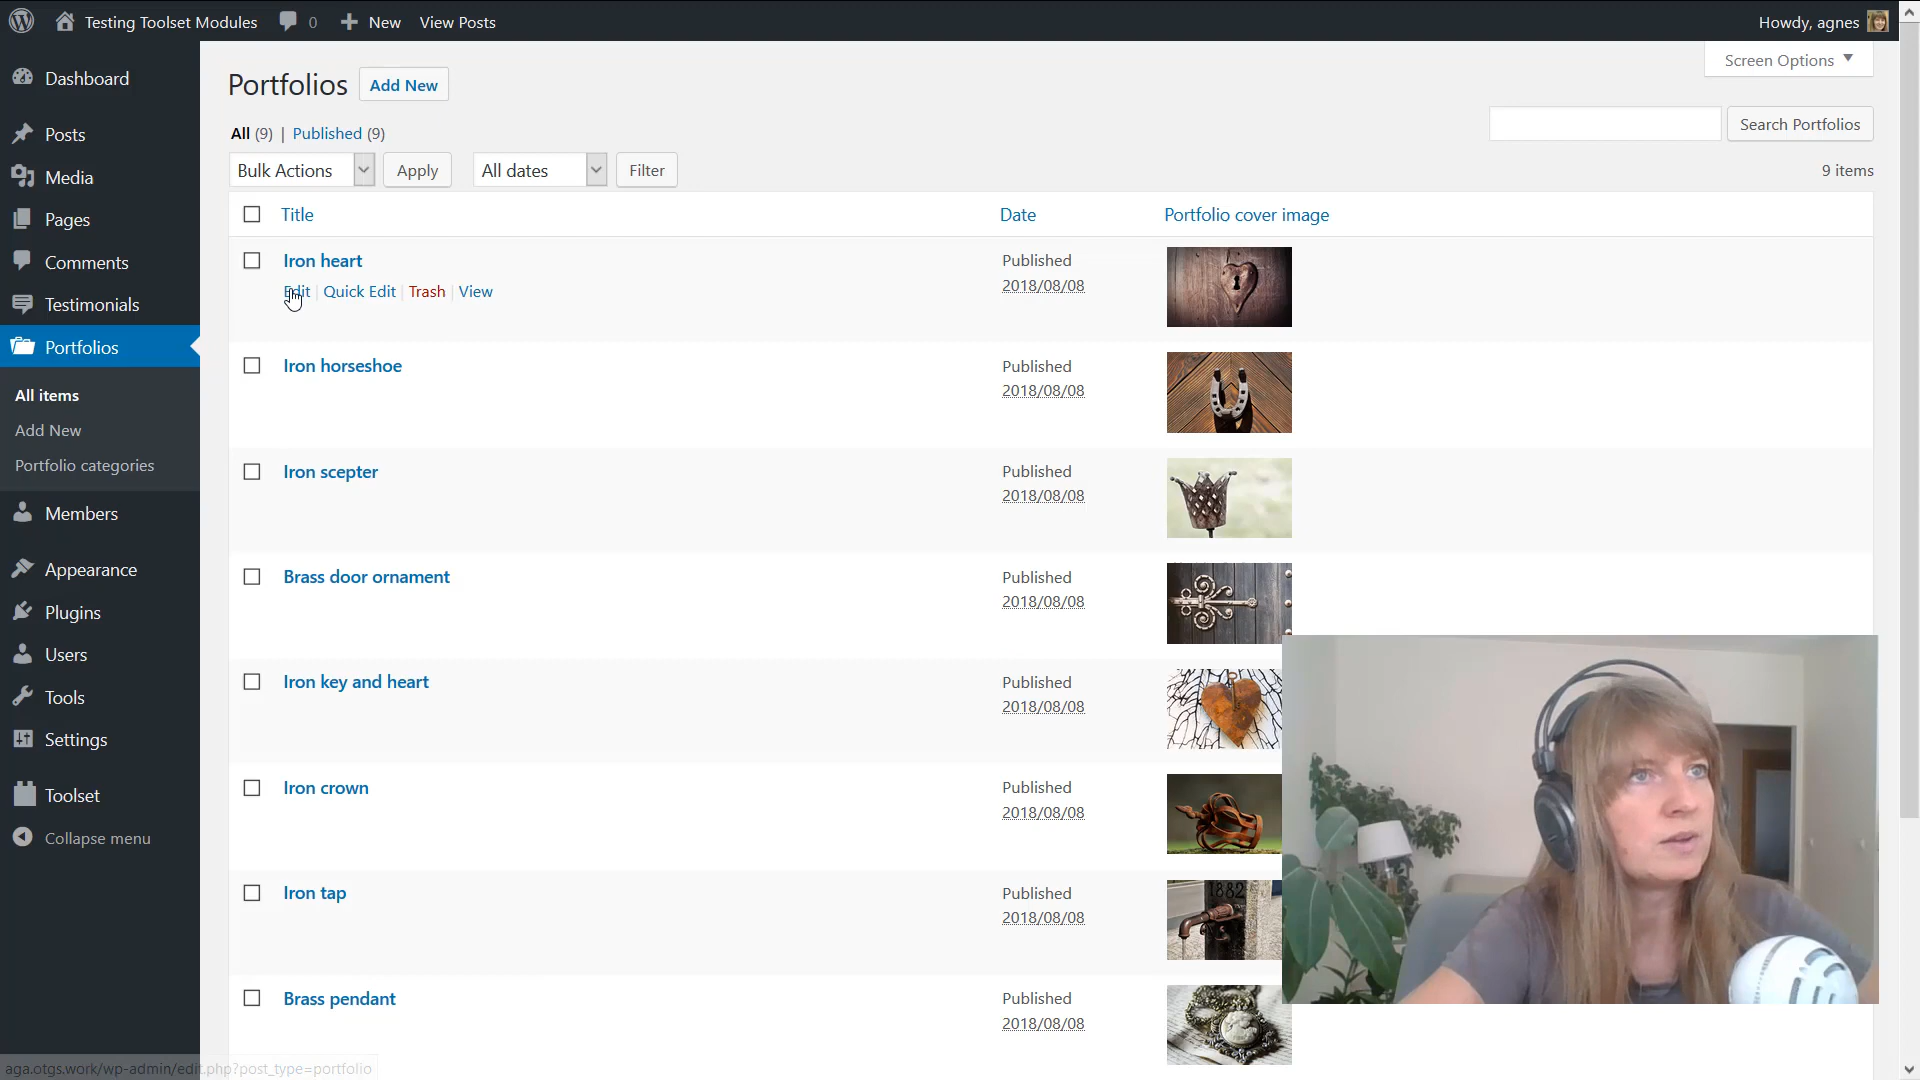 Testing Toolset Modules 0 New View Posts Howdy, agnes
Screen Options
Dashboard
Posts
Media
Pages
Comments
Testimonials
Portfolios
All items
Add New
Portfolio categories
Members
Appearance
Plugins
Users
Tools
Settings
Toolset
Collapse menu
Portfolios Add New
All (9) | Published (9)
Search Portfolios
Bulk Actions Apply All dates Filter 9 items
Title Date Portfolio cover image
Iron heart Published
Edit | Quick Edit | Trash | View 2018/08/08
Iron horseshoe Published
2018/08/08
Iron scepter Published
2018/08/08
Brass door ornament Published
2018/08/08
Iron key and heart Published
2018/08/08
Iron crown Published
2018/08/08
Iron tap Published 1882
2018/08/08
Brass pendant Published
2018/08/08
aga.otgs.work/wp-admin/edit.php?post_type=portfolio